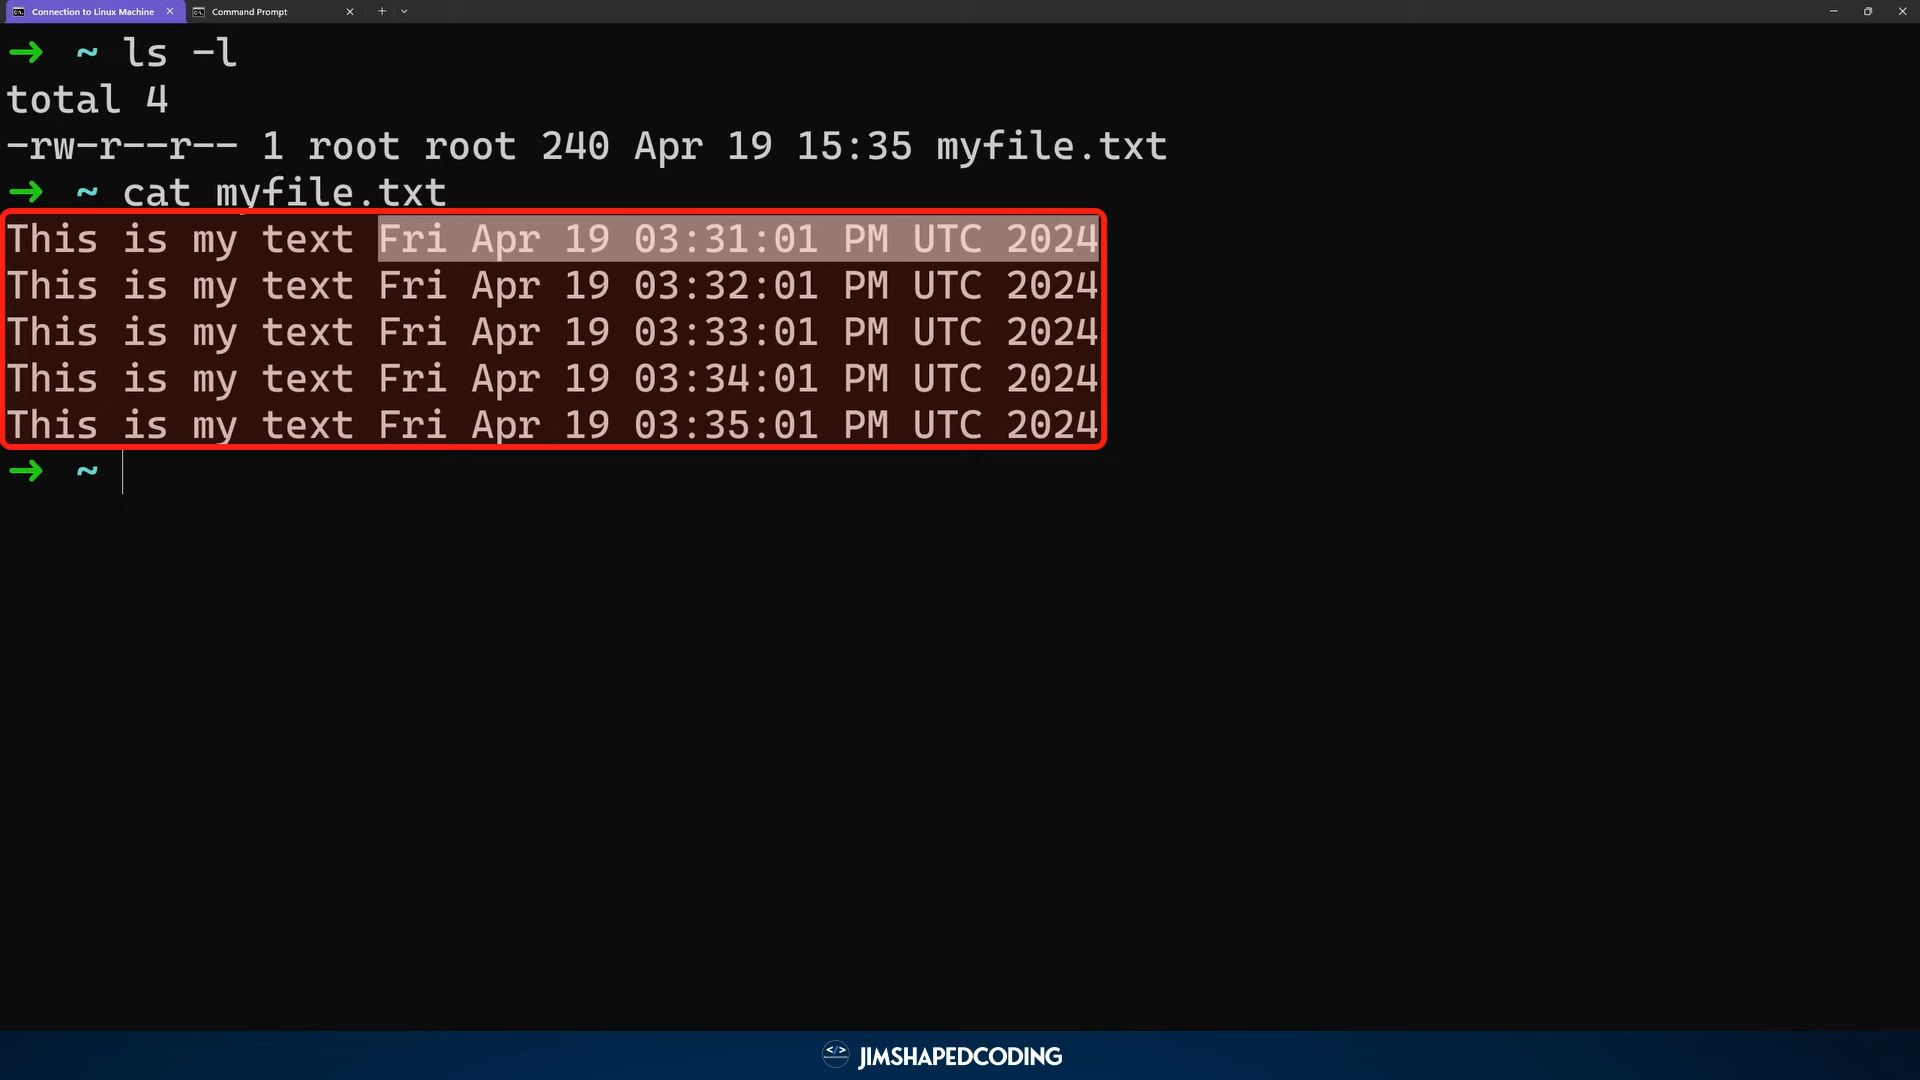 Connection to Linux Machine
Command Prompt
➜ ~ ls -l
total 4
-rw-r--r-- 1 root root 240 Apr 19 15:35 myfile.txt
➜ ~ cat myfile.txt
This is my text Fri Apr 19 03:31:01 PM UTC 2024
This is my text Fri Apr 19 03:32:01 PM UTC 2024
This is my text Fri Apr 19 03:33:01 PM UTC 2024
This is my text Fri Apr 19 03:34:01 PM UTC 2024
This is my text Fri Apr 19 03:35:01 PM UTC 2024
➜ ~
</> JIMSHAPEDCODING